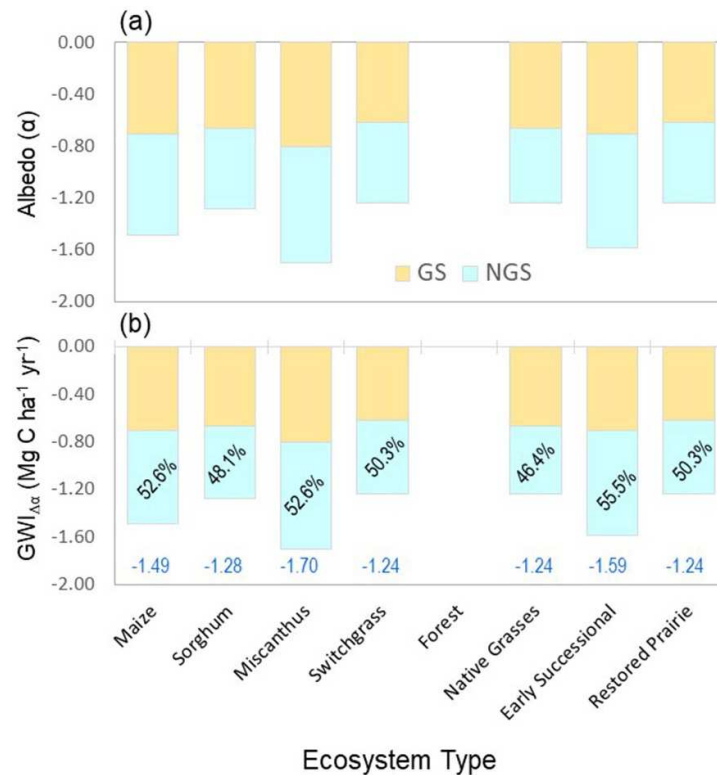 (a)
0.00
-0.40
-0.80
-1.20
-1.60
-2.00
Albedo (α)
GS NGS
(b)
0.00
-0.40
-0.80
-1.20
-1.60
-2.00
GWI_Δα (Mg C ha⁻¹ yr⁻¹)
52.6% 48.1% 52.6% 50.3% 46.4% 55.5% 50.3%
-1.49 -1.28 -1.70 -1.24 -1.24 -1.59 -1.24
Maize Sorghum Miscanthus Switchgrass Forest Native Grasses Early Successional Restored Prairie
Ecosystem Type